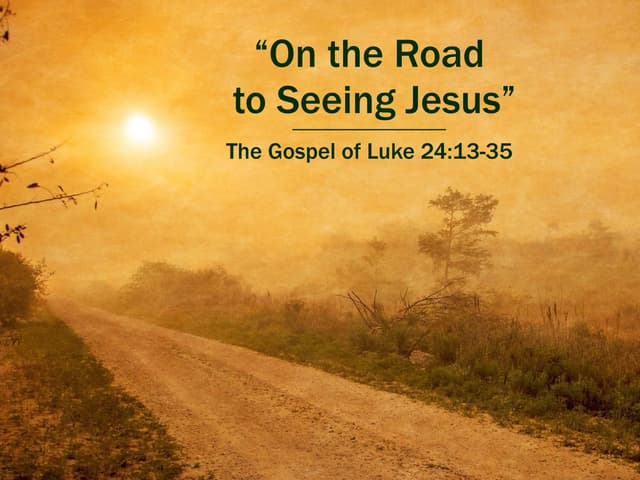 “On the Road
to Seeing Jesus”
The Gospel of Luke 24:13-35